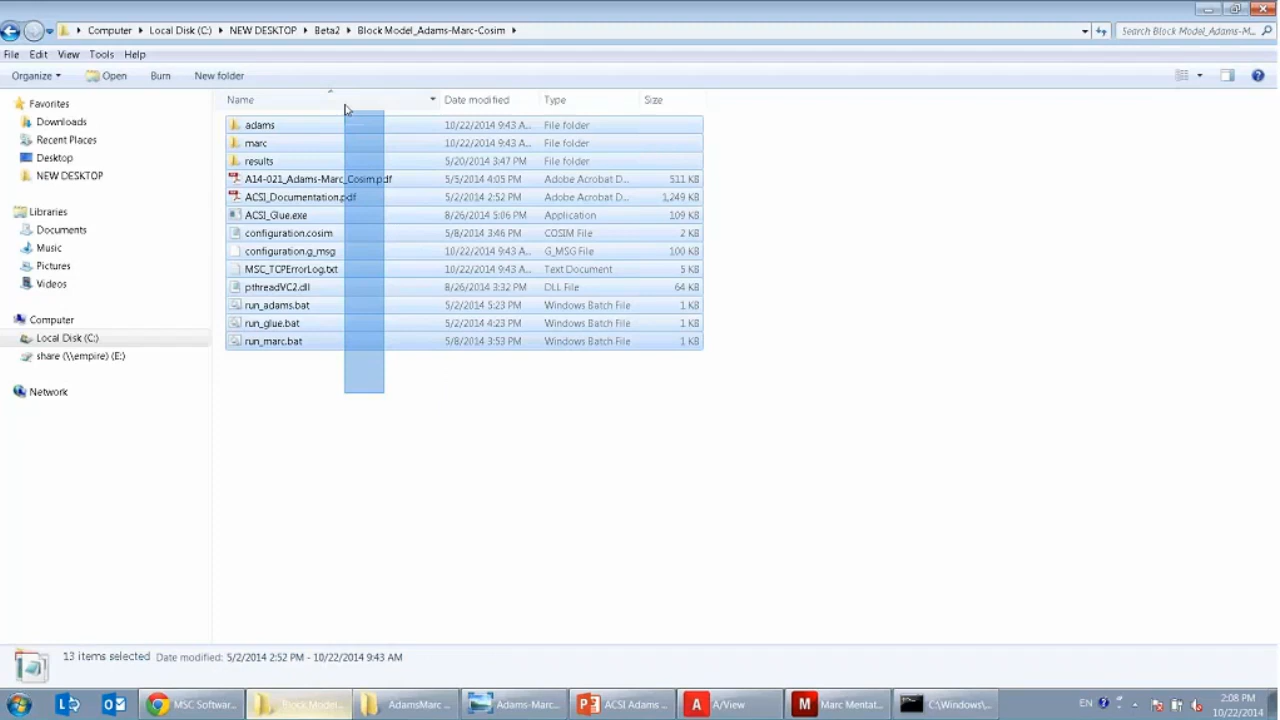 Computer Local Disk (C:) NEW DESKTOP Beta2 Block Model_Adams-Marc-Cosim Search Block Model_Adams-M...
File Edit View Tools Help
Organize Open Burn New folder
Name Date modified Type Size
Favorites
Downloads
Recent Places
Desktop
NEW DESKTOP
Libraries
Documents
Music
Pictures
Videos
Computer
Local Disk (C:)
share (\\empire) (E:)
Network
adams 10/22/2014 9:43 A... File folder
marc 10/22/2014 9:43 A... File folder
results 5/20/2014 3:47 PM File folder
A14-021_Adams-Marc_Cosim.pdf 5/5/2014 4:05 PM Adobe Acrobat D... 511 KB
ACSI_Documentation.pdf 5/2/2014 2:52 PM Adobe Acrobat D... 1,249 KB
ACSI_Glue.exe 8/26/2014 5:06 PM Application 109 KB
configuration.cosim 5/8/2014 3:46 PM COSIM File 2 KB
configuration.g_msg 10/22/2014 9:43 A... G_MSG File 100 KB
MSC_TCPErrorLog.txt 10/22/2014 9:43 A... Text Document 5 KB
pthreadVC2.dll 8/26/2014 3:32 PM DLL File 64 KB
run_adams.bat 5/2/2014 5:23 PM Windows Batch File 1 KB
run_glue.bat 5/2/2014 4:23 PM Windows Batch File 1 KB
run_marc.bat 5/8/2014 3:53 PM Windows Batch File 1 KB
13 items selected Date modified: 5/2/2014 2:52 PM - 10/22/2014 9:43 AM
MSC Softwar... Block Model... AdamsMarc ... Adams-Marc... ACSI Adams ... A/View Marc Mentat... C:\Windows\... EN 2:08 PM
10/22/2014